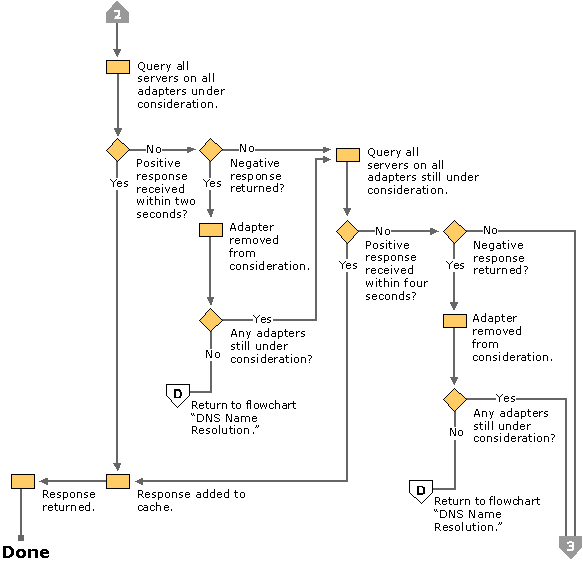 2
Query all
servers on all
adapters under
consideration.
No
Positive
response
received
within two
seconds?
Yes
No
Negative
response
returned?
Yes
Adapter
removed
from
consideration.
Yes
Any adapters
still under
consideration?
No
D
Return to flowchart
“DNS Name
Resolution.”
Query all
servers on all
adapters still under
consideration.
No
Positive
response
received
within four
seconds?
Yes
No
Negative
response
returned?
Yes
Adapter
removed
from
consideration.
Yes
Any adapters
still under
consideration?
No
D
Return to flowchart
“DNS Name
Resolution.”
3
Response added to
cache.
Response
returned.
Done